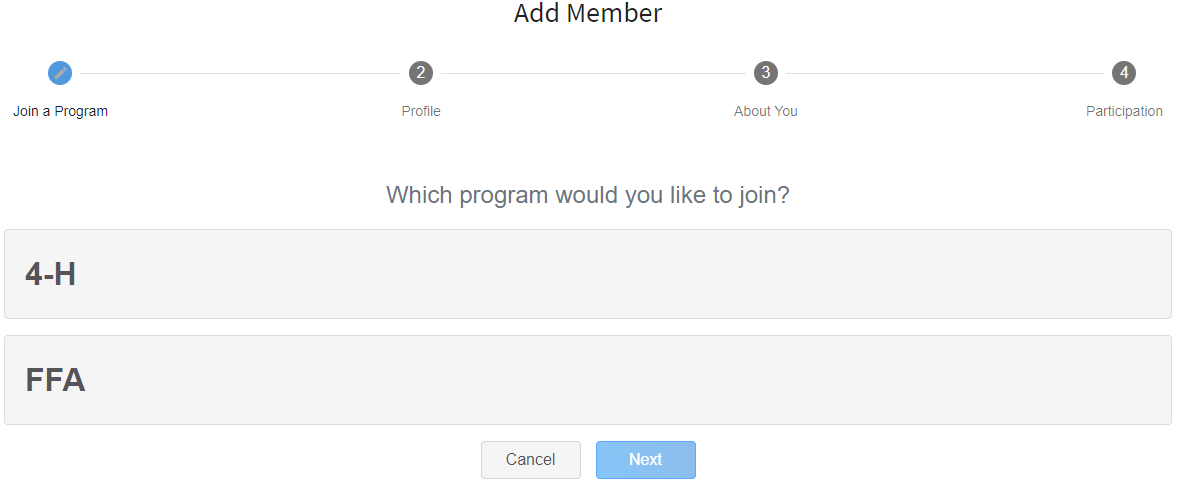 Add Member
2 3 4
Join a Program Profile About You Participation
Which program would you like to join?
4-H
FFA
Cancel Next